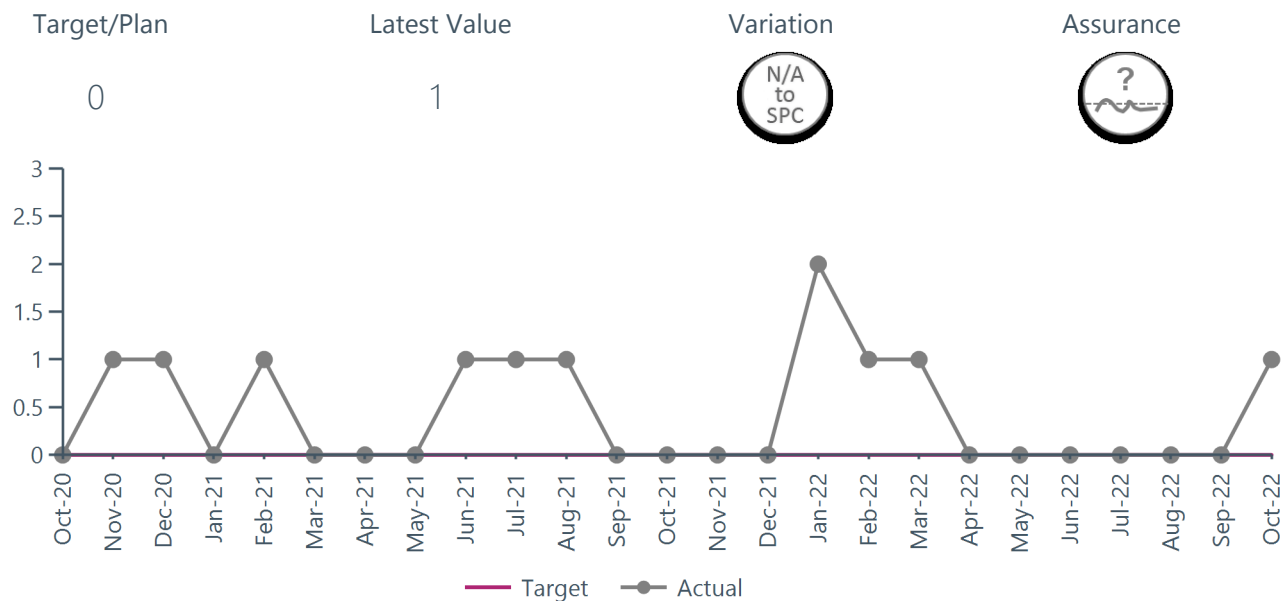 Target/Plan Latest Value Variation Assurance
0 1 N/A to SPC ?
3
2.5
2
1.5
1
0.5
0
Oct-20 Nov-20 Dec-20 Jan-21 Feb-21 Mar-21 Apr-21 May-21 Jun-21 Jul-21 Aug-21 Sep-21 Oct-21 Nov-21 Dec-21 Jan-22 Feb-22 Mar-22 Apr-22 May-22 Jun-22 Jul-22 Aug-22 Sep-22 Oct-22
Target Actual